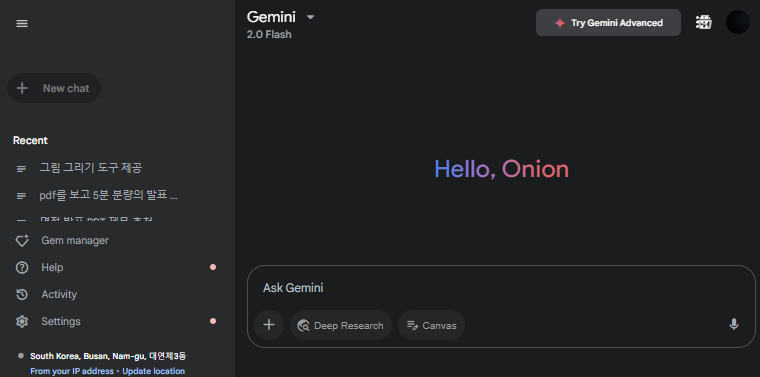 Gemini
2.0 Flash
Try Gemini Advanced
New chat
Recent
그림 그리기 도구 제공
pdf를 보고 5분 분량의 발표 ...
Gem manager
Help
Activity
Settings
South Korea, Busan, Nam-gu, 대연제3동
From your IP address • Update location
Hello, Onion
Ask Gemini
Deep Research
Canvas